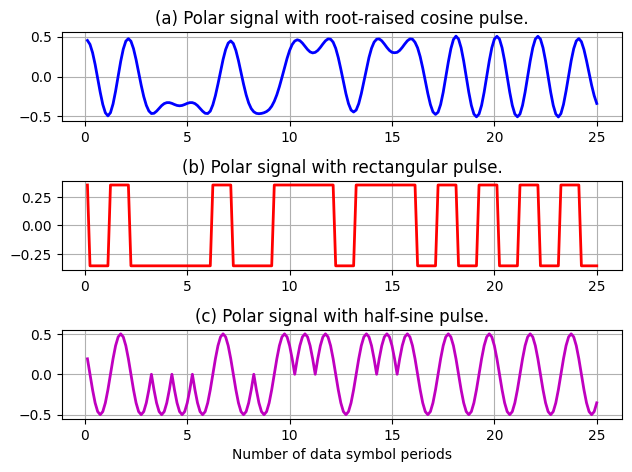 (a) Polar signal with root-raised cosine pulse.
0.5
0.0
−0.5
0 5 10 15 20 25
(b) Polar signal with rectangular pulse.
0.25
0.00
−0.25
0 5 10 15 20 25
(c) Polar signal with half-sine pulse.
0.5
0.0
−0.5
0 5 10 15 20 25
Number of data symbol periods